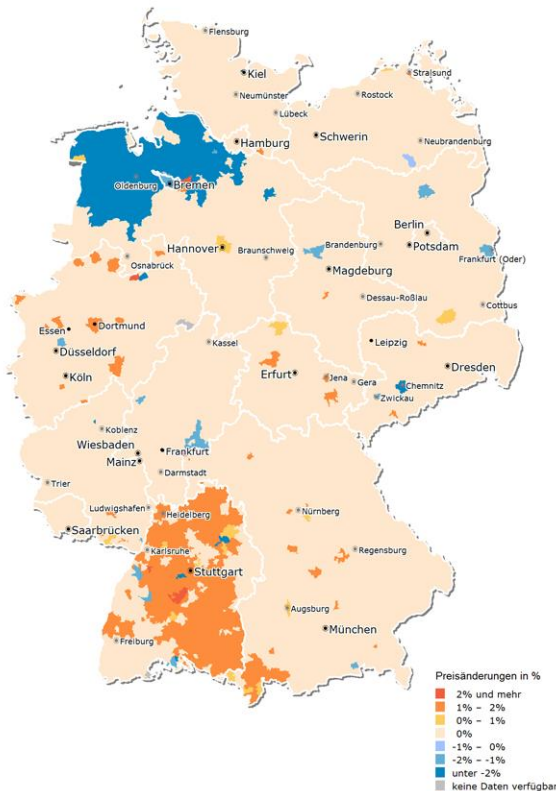 Flensburg
Kiel
Stralsund
Neumünster
Rostock
Lübeck
Hamburg
Schwerin
Neubrandenburg
Oldenburg
Bremen
Berlin
Hannover
Braunschweig
Brandenburg
Potsdam
Osnabrück
Magdeburg
Frankfurt (Oder)
Dessau-Roßlau
Cottbus
Dortmund
Essen
Kassel
Leipzig
Düsseldorf
Köln
Erfurt
Jena
Gera
Dresden
Chemnitz
Zwickau
Koblenz
Wiesbaden
Frankfurt
Mainz
Trier
Darmstadt
Ludwigshafen
Heidelberg
Nürnberg
Saarbrücken
Karlsruhe
Regensburg
Stuttgart
Augsburg
Freiburg
München
Preisänderungen in %
2% und mehr
1% – 2%
0% – 1%
0%
-1% – 0%
-2% – -1%
unter -2%
keine Daten verfügbar